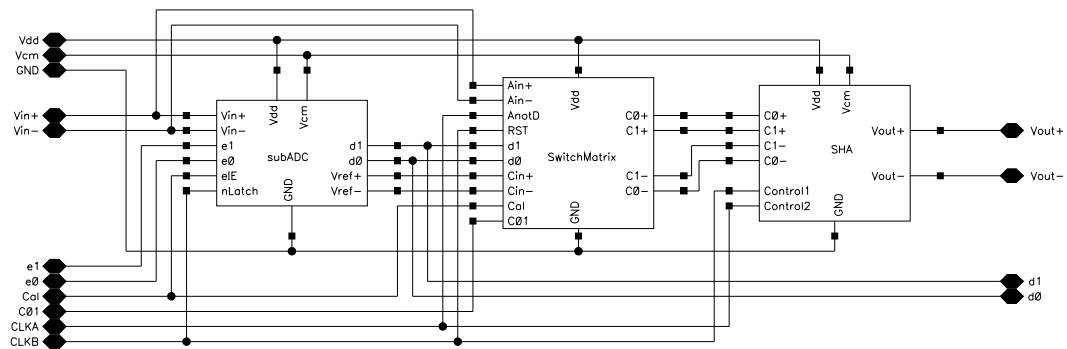 Vdd
Vcm
GND
Vin+
Vin-
e1
e0
Cal
C01
CLKA
CLKB
Vdd
Vcm
Vin+
Vin-
e1
e0
eIE
nLatch
subADC
GND
d1
d0
Vref+
Vref-
Ain+
Ain-
AnotD
RST
d1
d0
Cin+
Cin-
Cal
C01
Vdd
SwitchMatrix
GND
C0+
C1+
C1-
C0-
C0+
C1+
C1-
C0-
Control1
Control2
Vdd
Vcm
SHA
GND
Vout+
Vout-
Vout+
Vout-
d1
d0